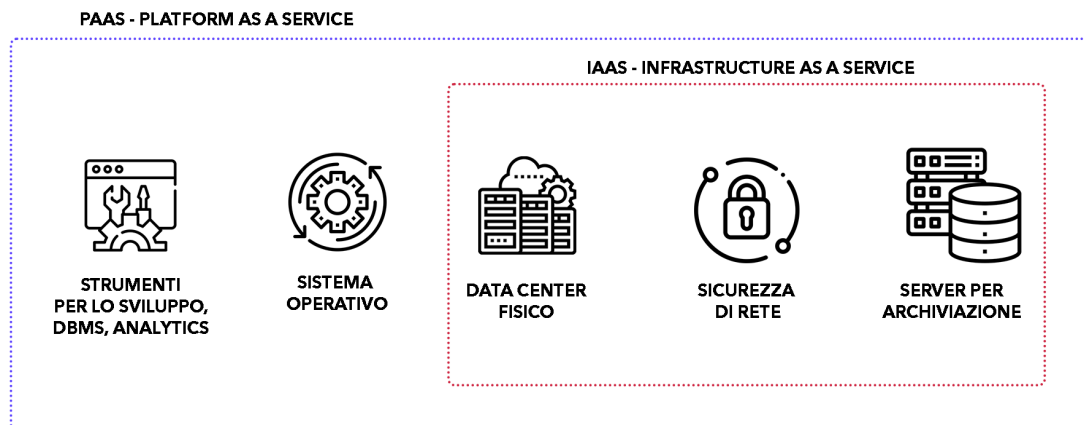 PAAS - PLATFORM AS A SERVICE
IAAS - INFRASTRUCTURE AS A SERVICE
STRUMENTI
PER LO SVILUPPO,
DBMS, ANALYTICS
SISTEMA
OPERATIVO
DATA CENTER
FISICO
SICUREZZA
DI RETE
SERVER PER
ARCHIVIAZIONE